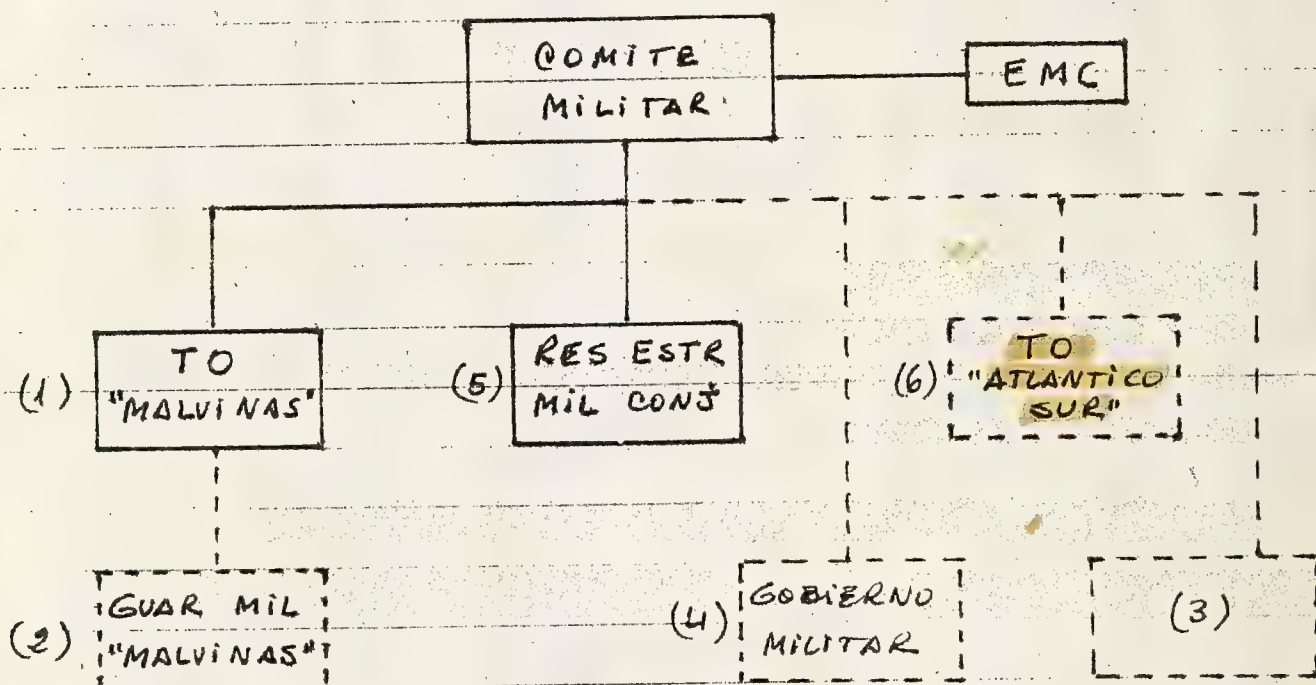 COMITE
MILITAR
EMC
(1)
TO
"MALVINAS"
(5)
RES ESTR
MIL CONJ
(6)
TO
"ATLANTICO
SUR"
(2)
GUAR MIL
"MALVINAS"
(4)
GOBIERNO
MILITAR
(3)